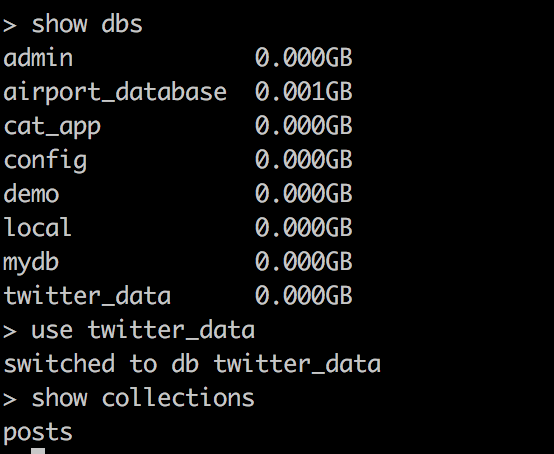 > show dbs
admin             0.000GB
airport_database  0.001GB
cat_app           0.000GB
config            0.000GB
demo              0.000GB
local             0.000GB
mydb              0.000GB
twitter_data      0.000GB
> use twitter_data
switched to db twitter_data
> show collections
posts